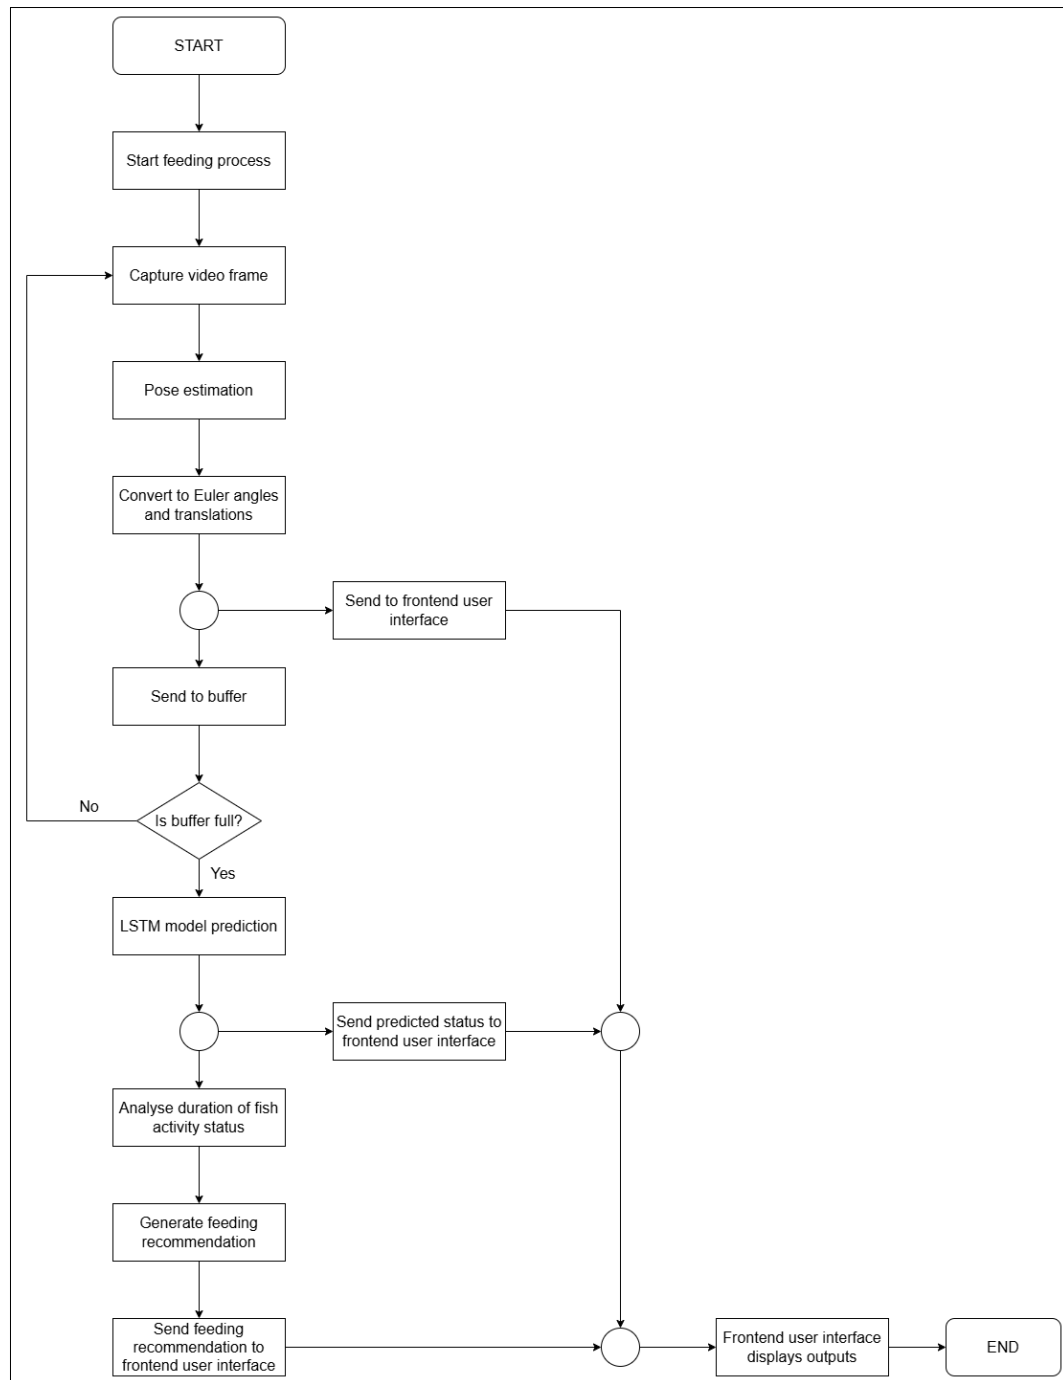 START
Start feeding process
Capture video frame
Pose estimation
Convert to Euler angles
and translations
Send to frontend user
interface
Send to buffer
No
Is buffer full?
Yes
LSTM model prediction
Send predicted status to
frontend user interface
Analyse duration of fish
activity status
Generate feeding
recommendation
Send feeding
recommendation to
frontend user interface
Frontend user interface
displays outputs
END